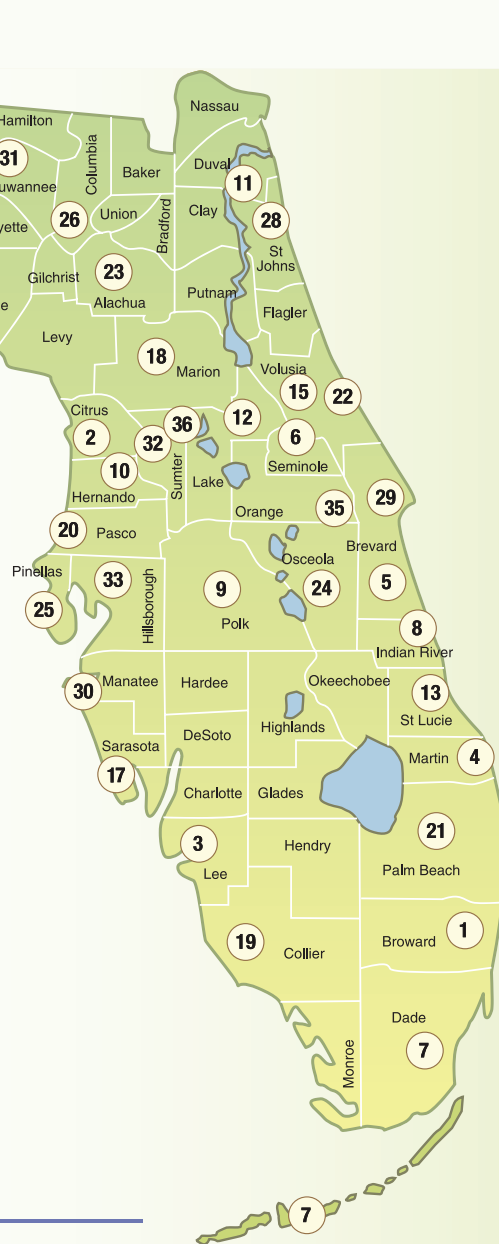 Nassau
Hamilton
31
uwannee
Columbia
Baker
Duval
11
26
Union
Bradford
Clay
28
yette
St
Johns
23
Gilchrist
Alachua
Putnam
e
Flagler
Levy
18
Marion
Volusia
15
22
Citrus
2
36
12
32
6
10
Sumter
Lake
Seminole
Hernando
29
35
Orange
20
Pasco
Brevard
Pinellas
33
Hillsborough
Osceola
24
5
25
9
Polk
8
Indian River
30
Manatee
Hardee
Okeechobee
13
St Lucie
Highlands
Sarasota
DeSoto
Martin
4
17
Charlotte
Glades
21
3
Hendry
Lee
Palm Beach
19
Collier
Broward
1
Dade
7
Monroe
7